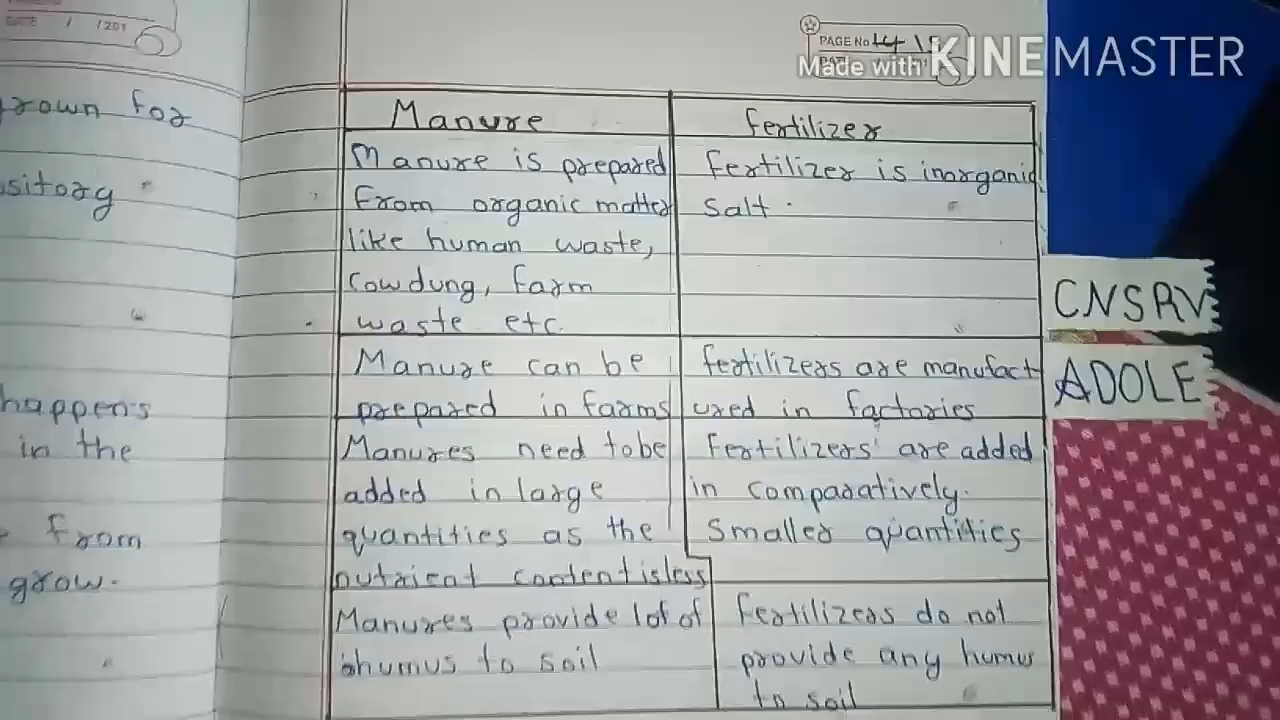 DATE / /201
PAGE No
Made with KINEMASTER
rown for
sitory
happens
in the
From
grow.
Manure
fertilizer
Manure is prepared
From organic matter
like human waste,
Cowdung, Farm
waste etc.
Fertilizer is inorganic
Salt.
Manure can be
prepared in farms
fertilizers are manufact
ured in factories
Manures need to be
added in large
quantities as the
nutrient content is less
Fertilizers are added
in comparatively.
Smaller quantities
Manures provide lot of
humus to soil
Fertilizers do not
provide any humus
to soil
CNSRV
ADOLE